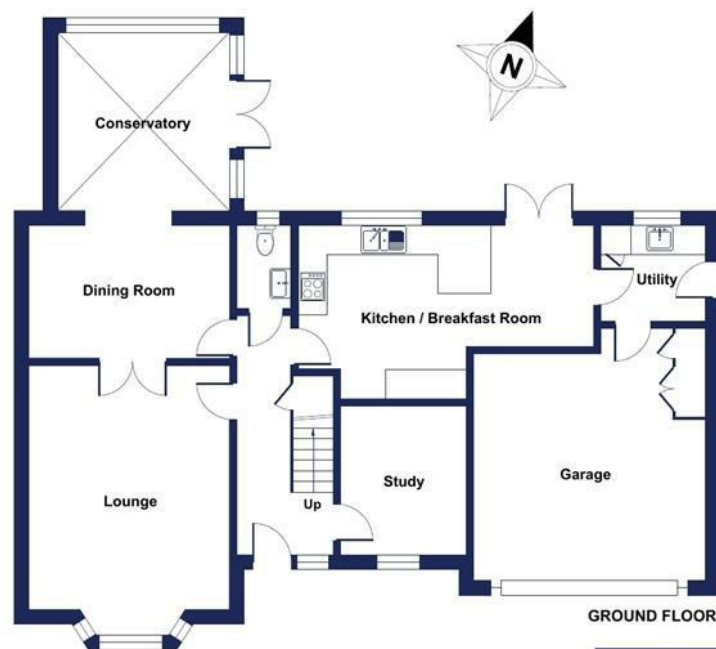 N
Conservatory
Dining Room
Utility
Kitchen / Breakfast Room
Garage
Study
Lounge
Up
GROUND FLOOR